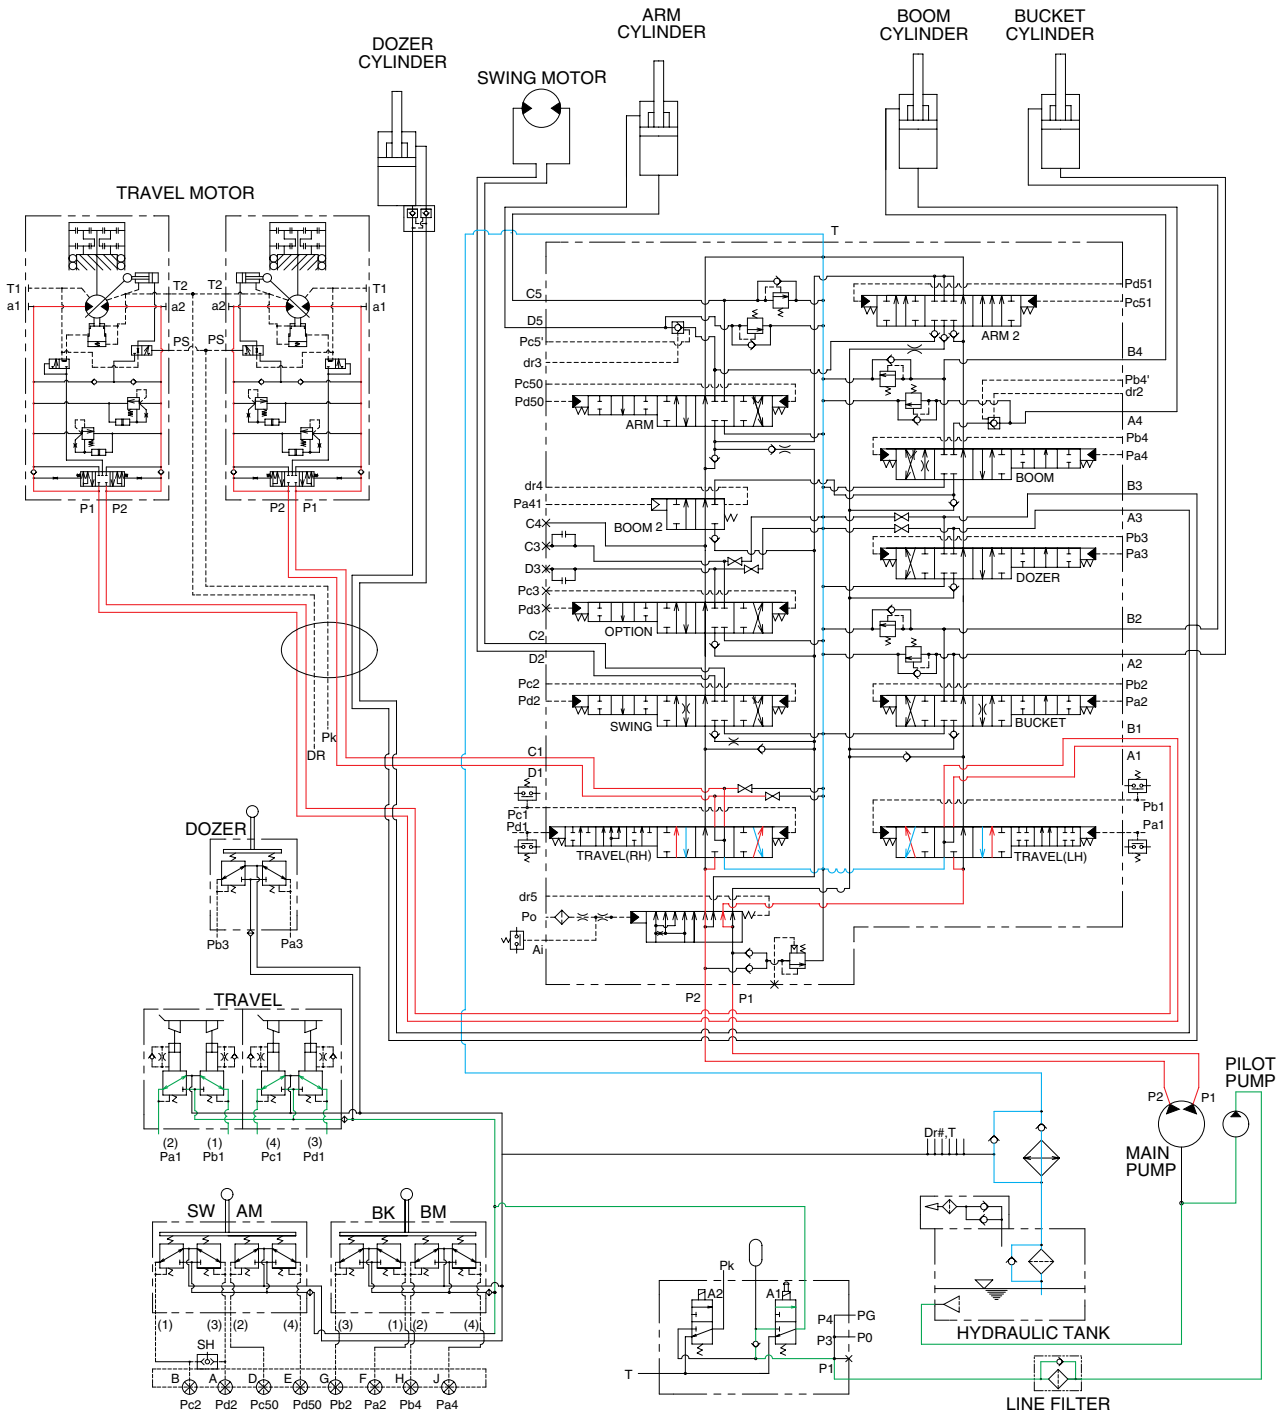 ARM
CYLINDER
BOOM
CYLINDER
BUCKET
CYLINDER
DOZER
CYLINDER
SWING MOTOR
TRAVEL MOTOR
T
T1
T2
T1
a1
a2
a2
a1
PS
PS
P1
P2
P2
P1
C5
D5
Pc5'
dr3
Pc50
Pd50
ARM
dr4
Pa41
C4
BOOM 2
C3
D3
Pc3
Pd3
OPTION
C2
D2
Pc2
Pd2
SWING
C1
D1
Pc1
Pd1
TRAVEL(RH)
dr5
Po
Ai
Pd51
Pc51
ARM 2
B4
Pb4'
dr2
A4
Pb4
Pa4
BOOM
B3
A3
Pb3
Pa3
DOZER
B2
A2
Pb2
Pa2
BUCKET
B1
A1
Pb1
Pa1
TRAVEL(LH)
P2
P1
Pk
DR
DOZER
Pb3
Pa3
TRAVEL
(2)
(1)
(4)
(3)
Pa1
Pb1
Pc1
Pd1
PILOT
PUMP
P2
P1
MAIN
PUMP
Dr#,T
SW
AM
BK
BM
(1)
(3)
(2)
(4)
(3)
(1)
(2)
(4)
SH
B
A
D
E
G
F
H
J
Pc2
Pd2
Pc50
Pd50
Pb2
Pa2
Pb4
Pa4
Pk
A2
A1
P4
PG
P3
P0
P1
T
HYDRAULIC TANK
LINE FILTER